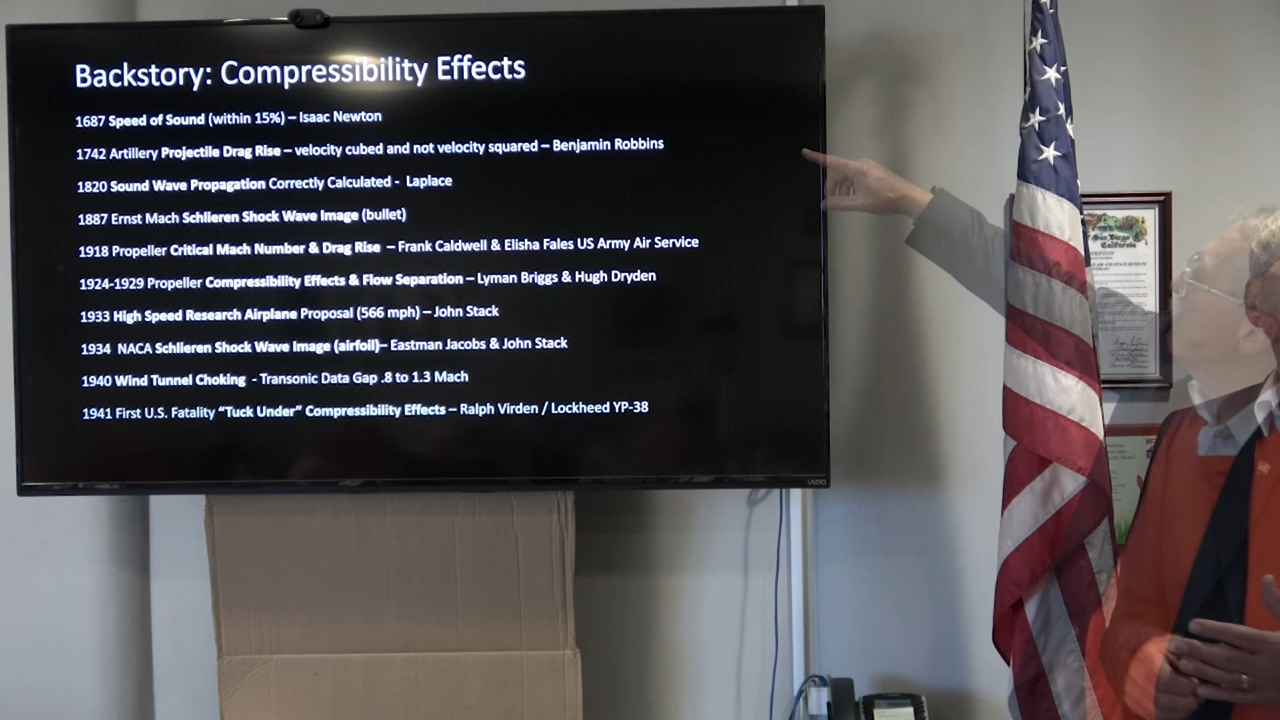 Backstory: Compressibility Effects
1687 Speed of Sound (within 15%) – Isaac Newton
1742 Artillery Projectile Drag Rise – velocity cubed and not velocity squared – Benjamin Robbins
1820 Sound Wave Propagation Correctly Calculated - Laplace
1887 Ernst Mach Schlieren Shock Wave Image (bullet)
1918 Propeller Critical Mach Number & Drag Rise – Frank Caldwell & Elisha Fales US Army Air Service
1924-1929 Propeller Compressibility Effects & Flow Separation – Lyman Briggs & Hugh Dryden
1933 High Speed Research Airplane Proposal (566 mph) – John Stack
1934 NACA Schlieren Shock Wave Image (airfoil)– Eastman Jacobs & John Stack
1940 Wind Tunnel Choking - Transonic Data Gap .8 to 1.3 Mach
1941 First U.S. Fatality “Tuck Under” Compressibility Effects – Ralph Virden / Lockheed YP-38
VIZIO
San Diego
California